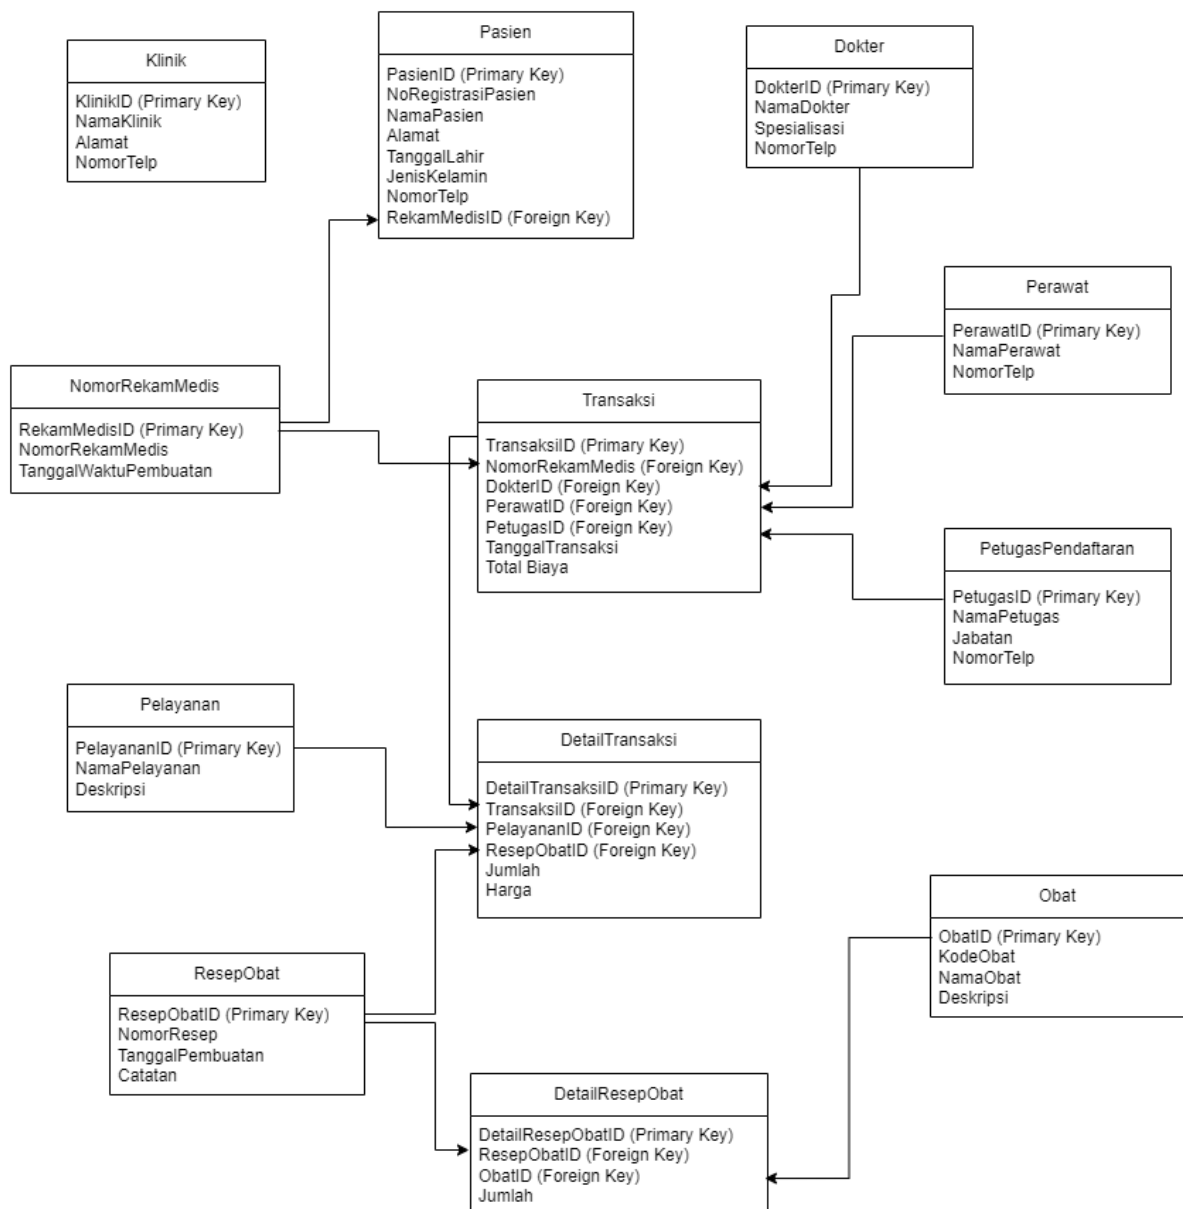 Klinik
KlinikID (Primary Key)
NamaKlinik
Alamat
NomorTelp
Pasien
PasienID (Primary Key)
NoRegistrasiPasien
NamaPasien
Alamat
TanggalLahir
JenisKelamin
NomorTelp
RekamMedisID (Foreign Key)
Dokter
DokterID (Primary Key)
NamaDokter
Spesialisasi
NomorTelp
Perawat
PerawatID (Primary Key)
NamaPerawat
NomorTelp
NomorRekamMedis
RekamMedisID (Primary Key)
NomorRekamMedis
TanggalWaktuPembuatan
Transaksi
TransaksiID (Primary Key)
NomorRekamMedis (Foreign Key)
DokterID (Foreign Key)
PerawatID (Foreign Key)
PetugasID (Foreign Key)
TanggalTransaksi
Total Biaya
PetugasPendaftaran
PetugasID (Primary Key)
NamaPetugas
Jabatan
NomorTelp
Pelayanan
PelayananID (Primary Key)
NamaPelayanan
Deskripsi
DetailTransaksi
DetailTransaksiID (Primary Key)
TransaksiID (Foreign Key)
PelayananID (Foreign Key)
ResepObatID (Foreign Key)
Jumlah
Harga
Obat
ObatID (Primary Key)
KodeObat
NamaObat
Deskripsi
ResepObat
ResepObatID (Primary Key)
NomorResep
TanggalPembuatan
Catatan
DetailResepObat
DetailResepObatID (Primary Key)
ResepObatID (Foreign Key)
ObatID (Foreign Key)
Jumlah